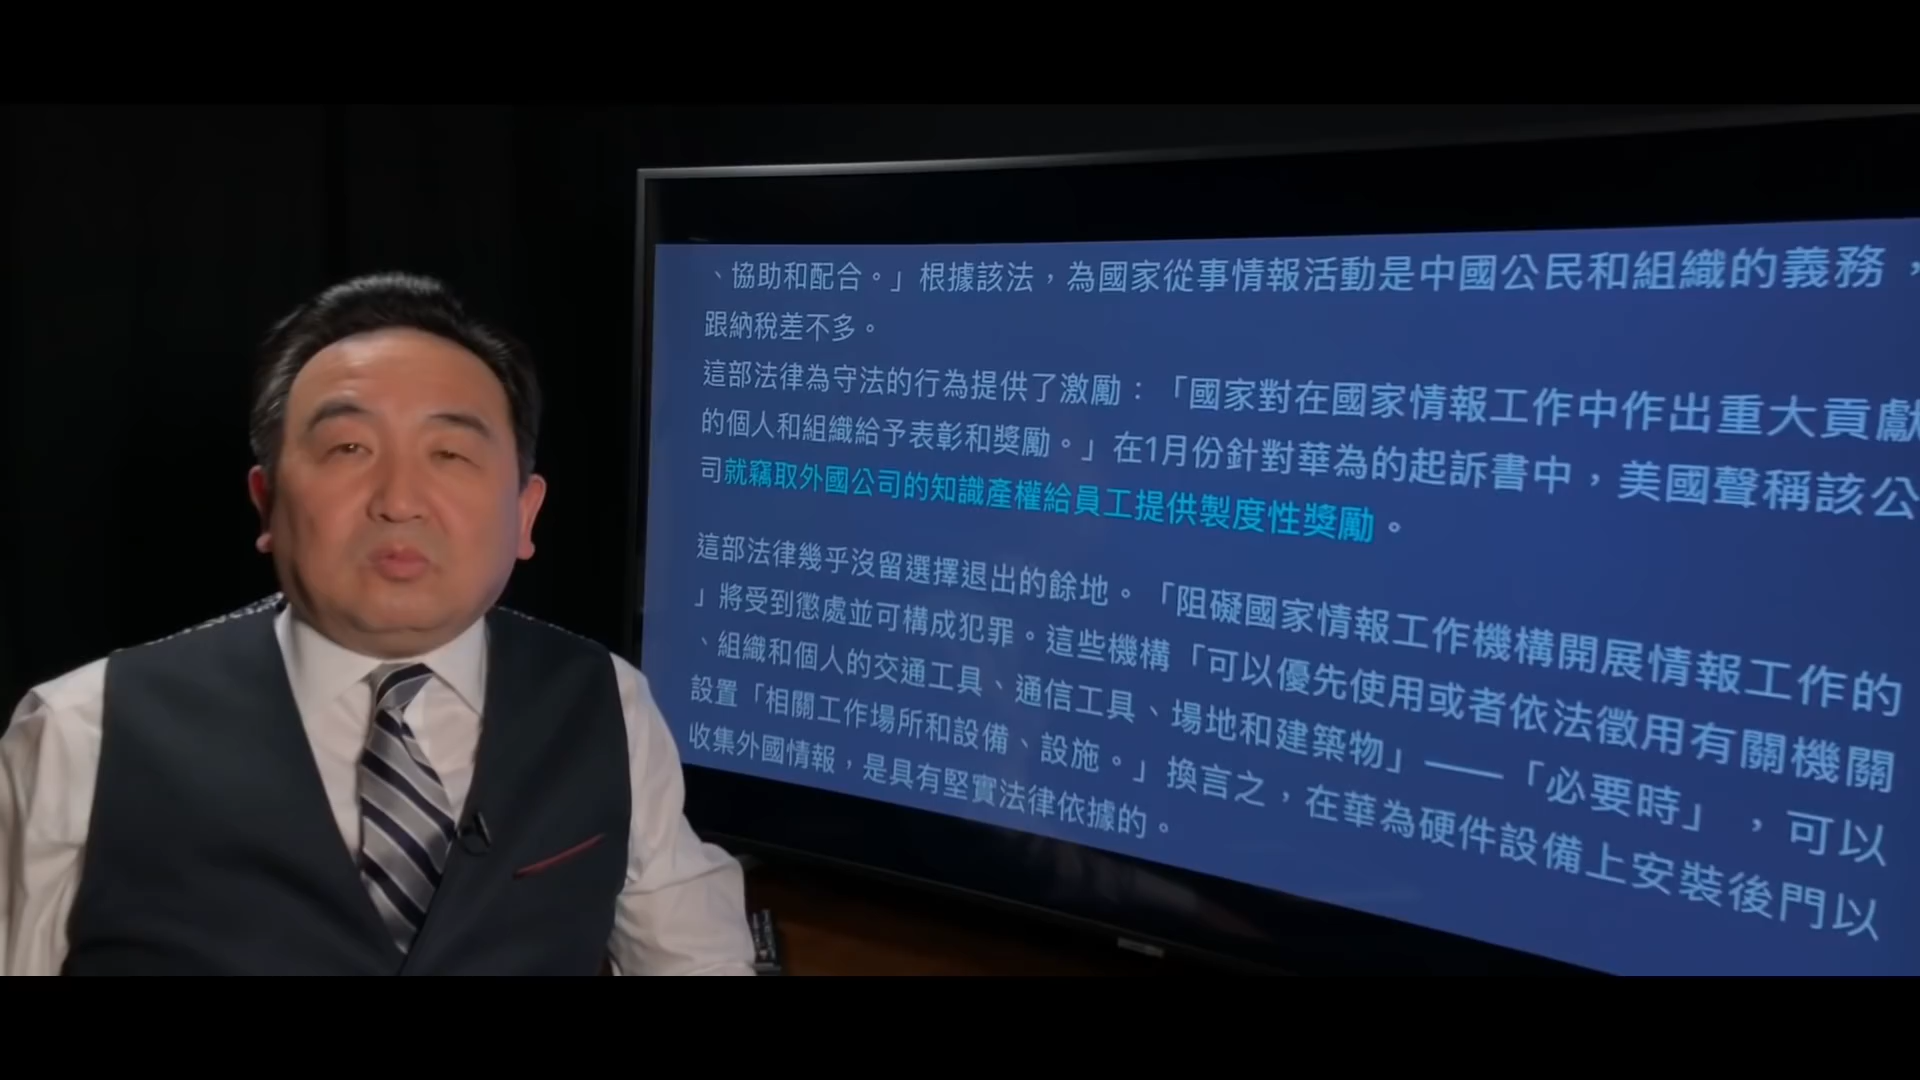 、協助和配合。」根據該法，為國家從事情報活動是中國公民和組織的義務，
跟納稅差不多。
這部法律為守法的行為提供了激勵：「國家對在國家情報工作中作出重大貢獻
的個人和組織給予表彰和獎勵。」在1月份針對華為的起訴書中，美國聲稱該公
司就竊取外國公司的知識產權給員工提供製度性獎勵。
這部法律幾乎沒留選擇退出的餘地。「阻礙國家情報工作機構開展情報工作的
」將受到懲處並可構成犯罪。這些機構「可以優先使用或者依法徵用有關機關
、組織和個人的交通工具、通信工具、場地和建築物」——「必要時」，可以
設置「相關工作場所和設備、設施。」換言之，在華為硬件設備上安裝後門以
收集外國情報，是具有堅實法律依據的。